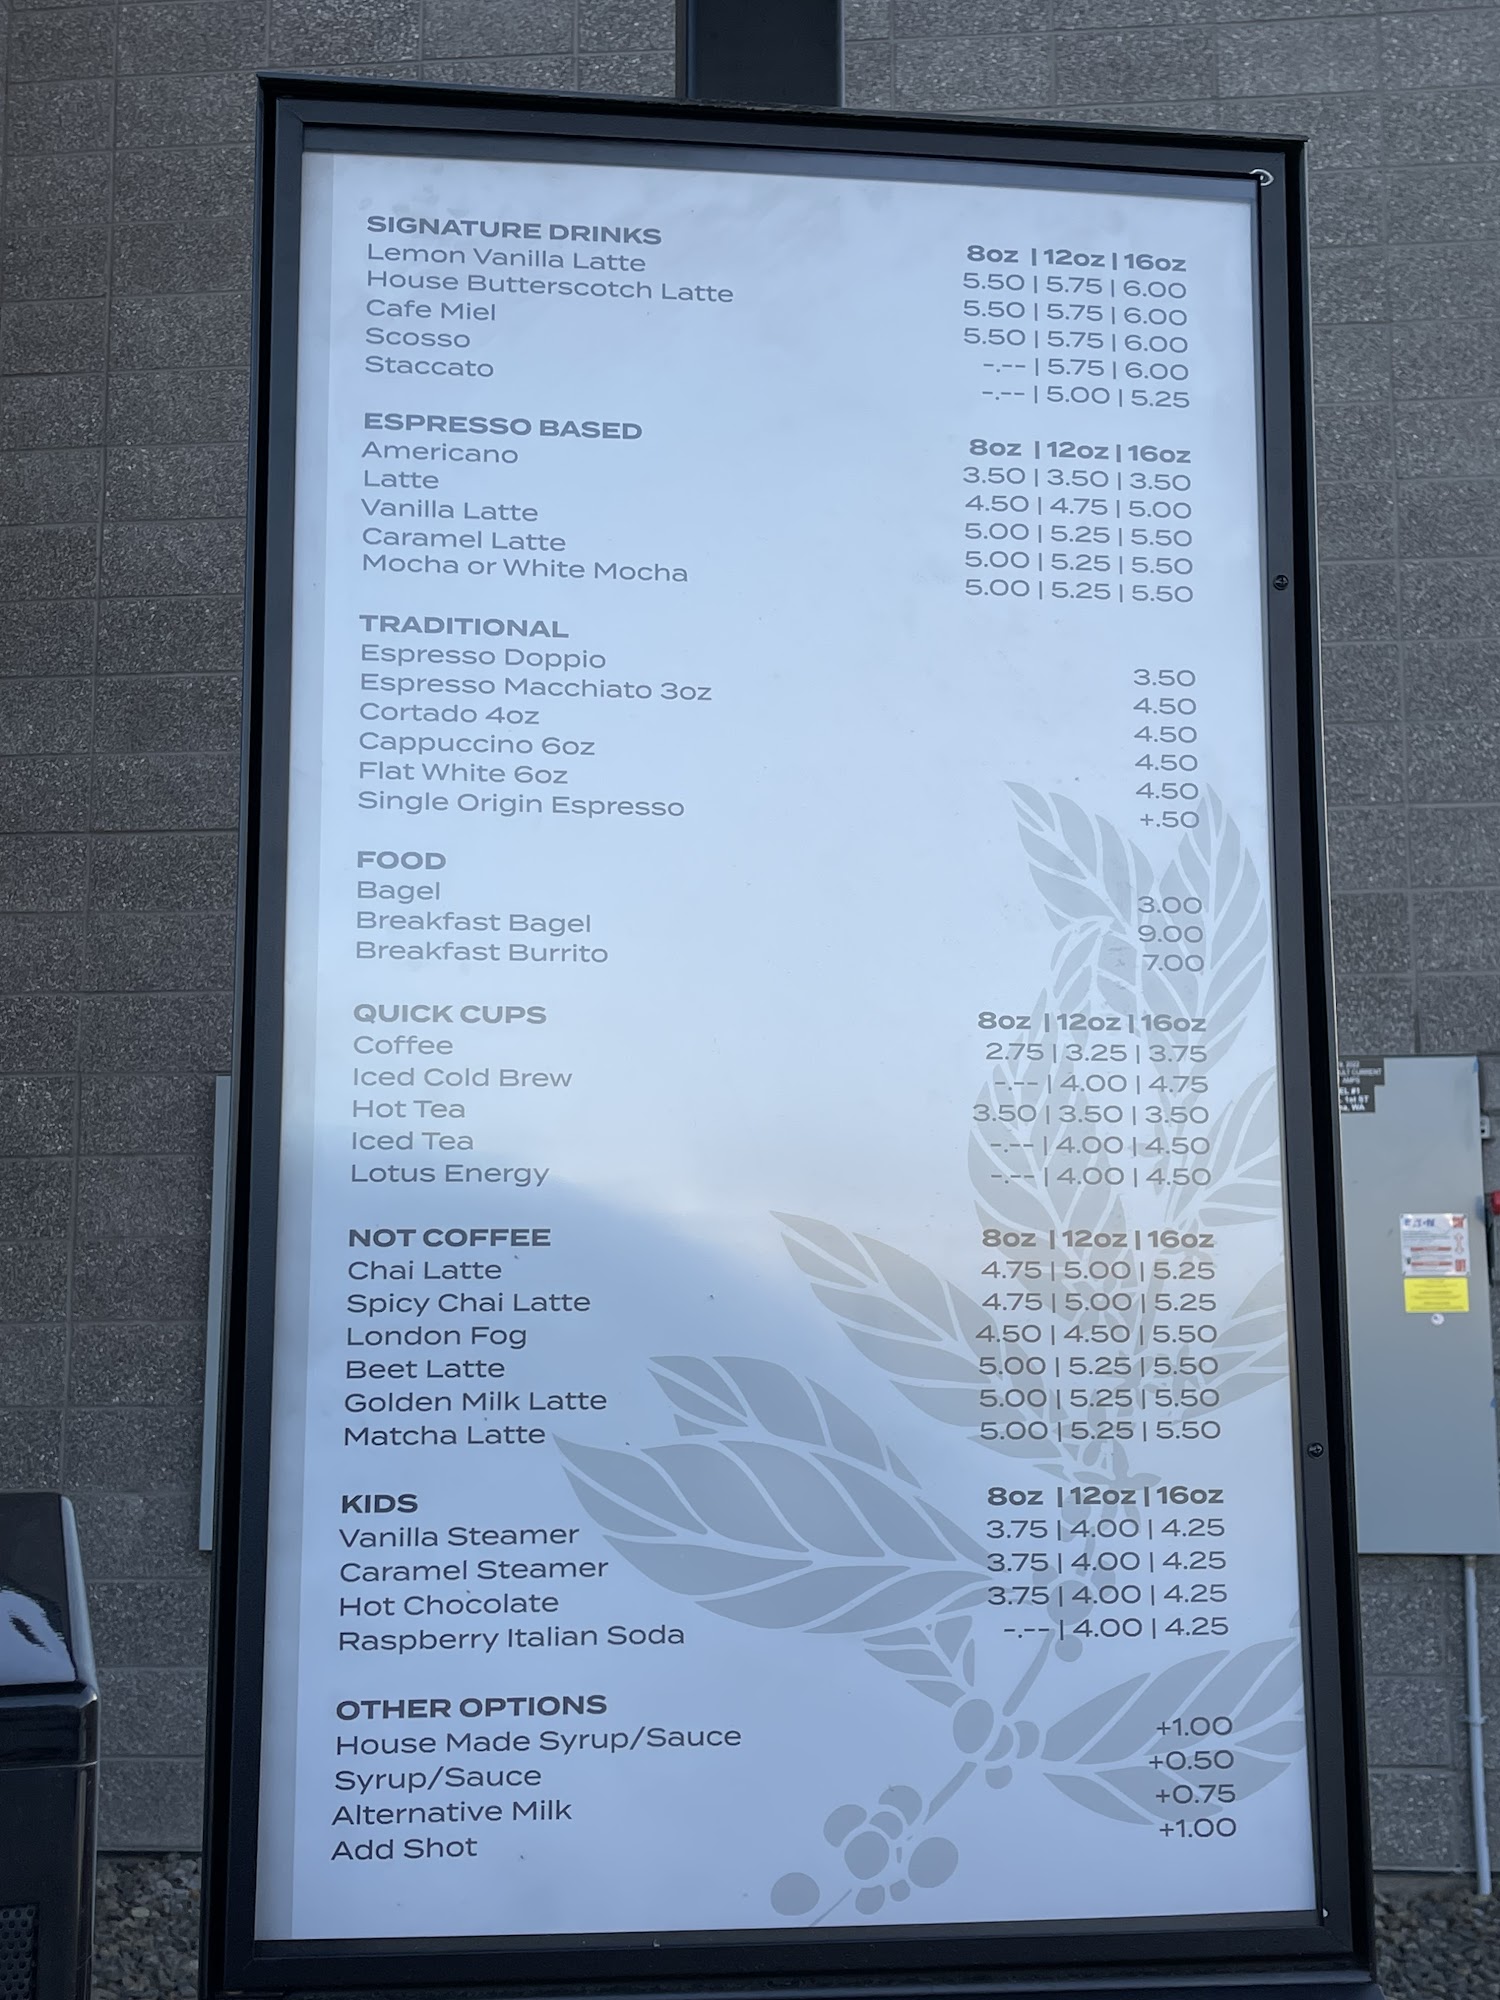 SIGNATURE DRINKS 8oz | 12oz | 16oz
Lemon Vanilla Latte 5.50 | 5.75 | 6.00
House Butterscotch Latte 5.50 | 5.75 | 6.00
Cafe Miel 5.50 | 5.75 | 6.00
Scosso -.-- | 5.75 | 6.00
Staccato -.-- | 5.00 | 5.25
ESPRESSO BASED 8oz | 12oz | 16oz
Americano 3.50 | 3.50 | 3.50
Latte 4.50 | 4.75 | 5.00
Vanilla Latte 5.00 | 5.25 | 5.50
Caramel Latte 5.00 | 5.25 | 5.50
Mocha or White Mocha 5.00 | 5.25 | 5.50
TRADITIONAL
Espresso Doppio 3.50
Espresso Macchiato 3oz 4.50
Cortado 4oz 4.50
Cappuccino 6oz 4.50
Flat White 6oz 4.50
Single Origin Espresso +.50
FOOD
Bagel 3.00
Breakfast Bagel 9.00
Breakfast Burrito 7.00
QUICK CUPS 8oz | 12oz | 16oz
Coffee 2.75 | 3.25 | 3.75
Iced Cold Brew -.-- | 4.00 | 4.75
Hot Tea 3.50 | 3.50 | 3.50
Iced Tea -.-- | 4.00 | 4.50
Lotus Energy -.-- | 4.00 | 4.50
NOT COFFEE 8oz | 12oz | 16oz
Chai Latte 4.75 | 5.00 | 5.25
Spicy Chai Latte 4.75 | 5.00 | 5.25
London Fog 4.50 | 4.50 | 5.50
Beet Latte 5.00 | 5.25 | 5.50
Golden Milk Latte 5.00 | 5.25 | 5.50
Matcha Latte 5.00 | 5.25 | 5.50
KIDS 8oz | 12oz | 16oz
Vanilla Steamer 3.75 | 4.00 | 4.25
Caramel Steamer 3.75 | 4.00 | 4.25
Hot Chocolate 3.75 | 4.00 | 4.25
Raspberry Italian Soda -.-- | 4.00 | 4.25
OTHER OPTIONS
House Made Syrup/Sauce +1.00
Syrup/Sauce +0.50
Alternative Milk +0.75
Add Shot +1.00